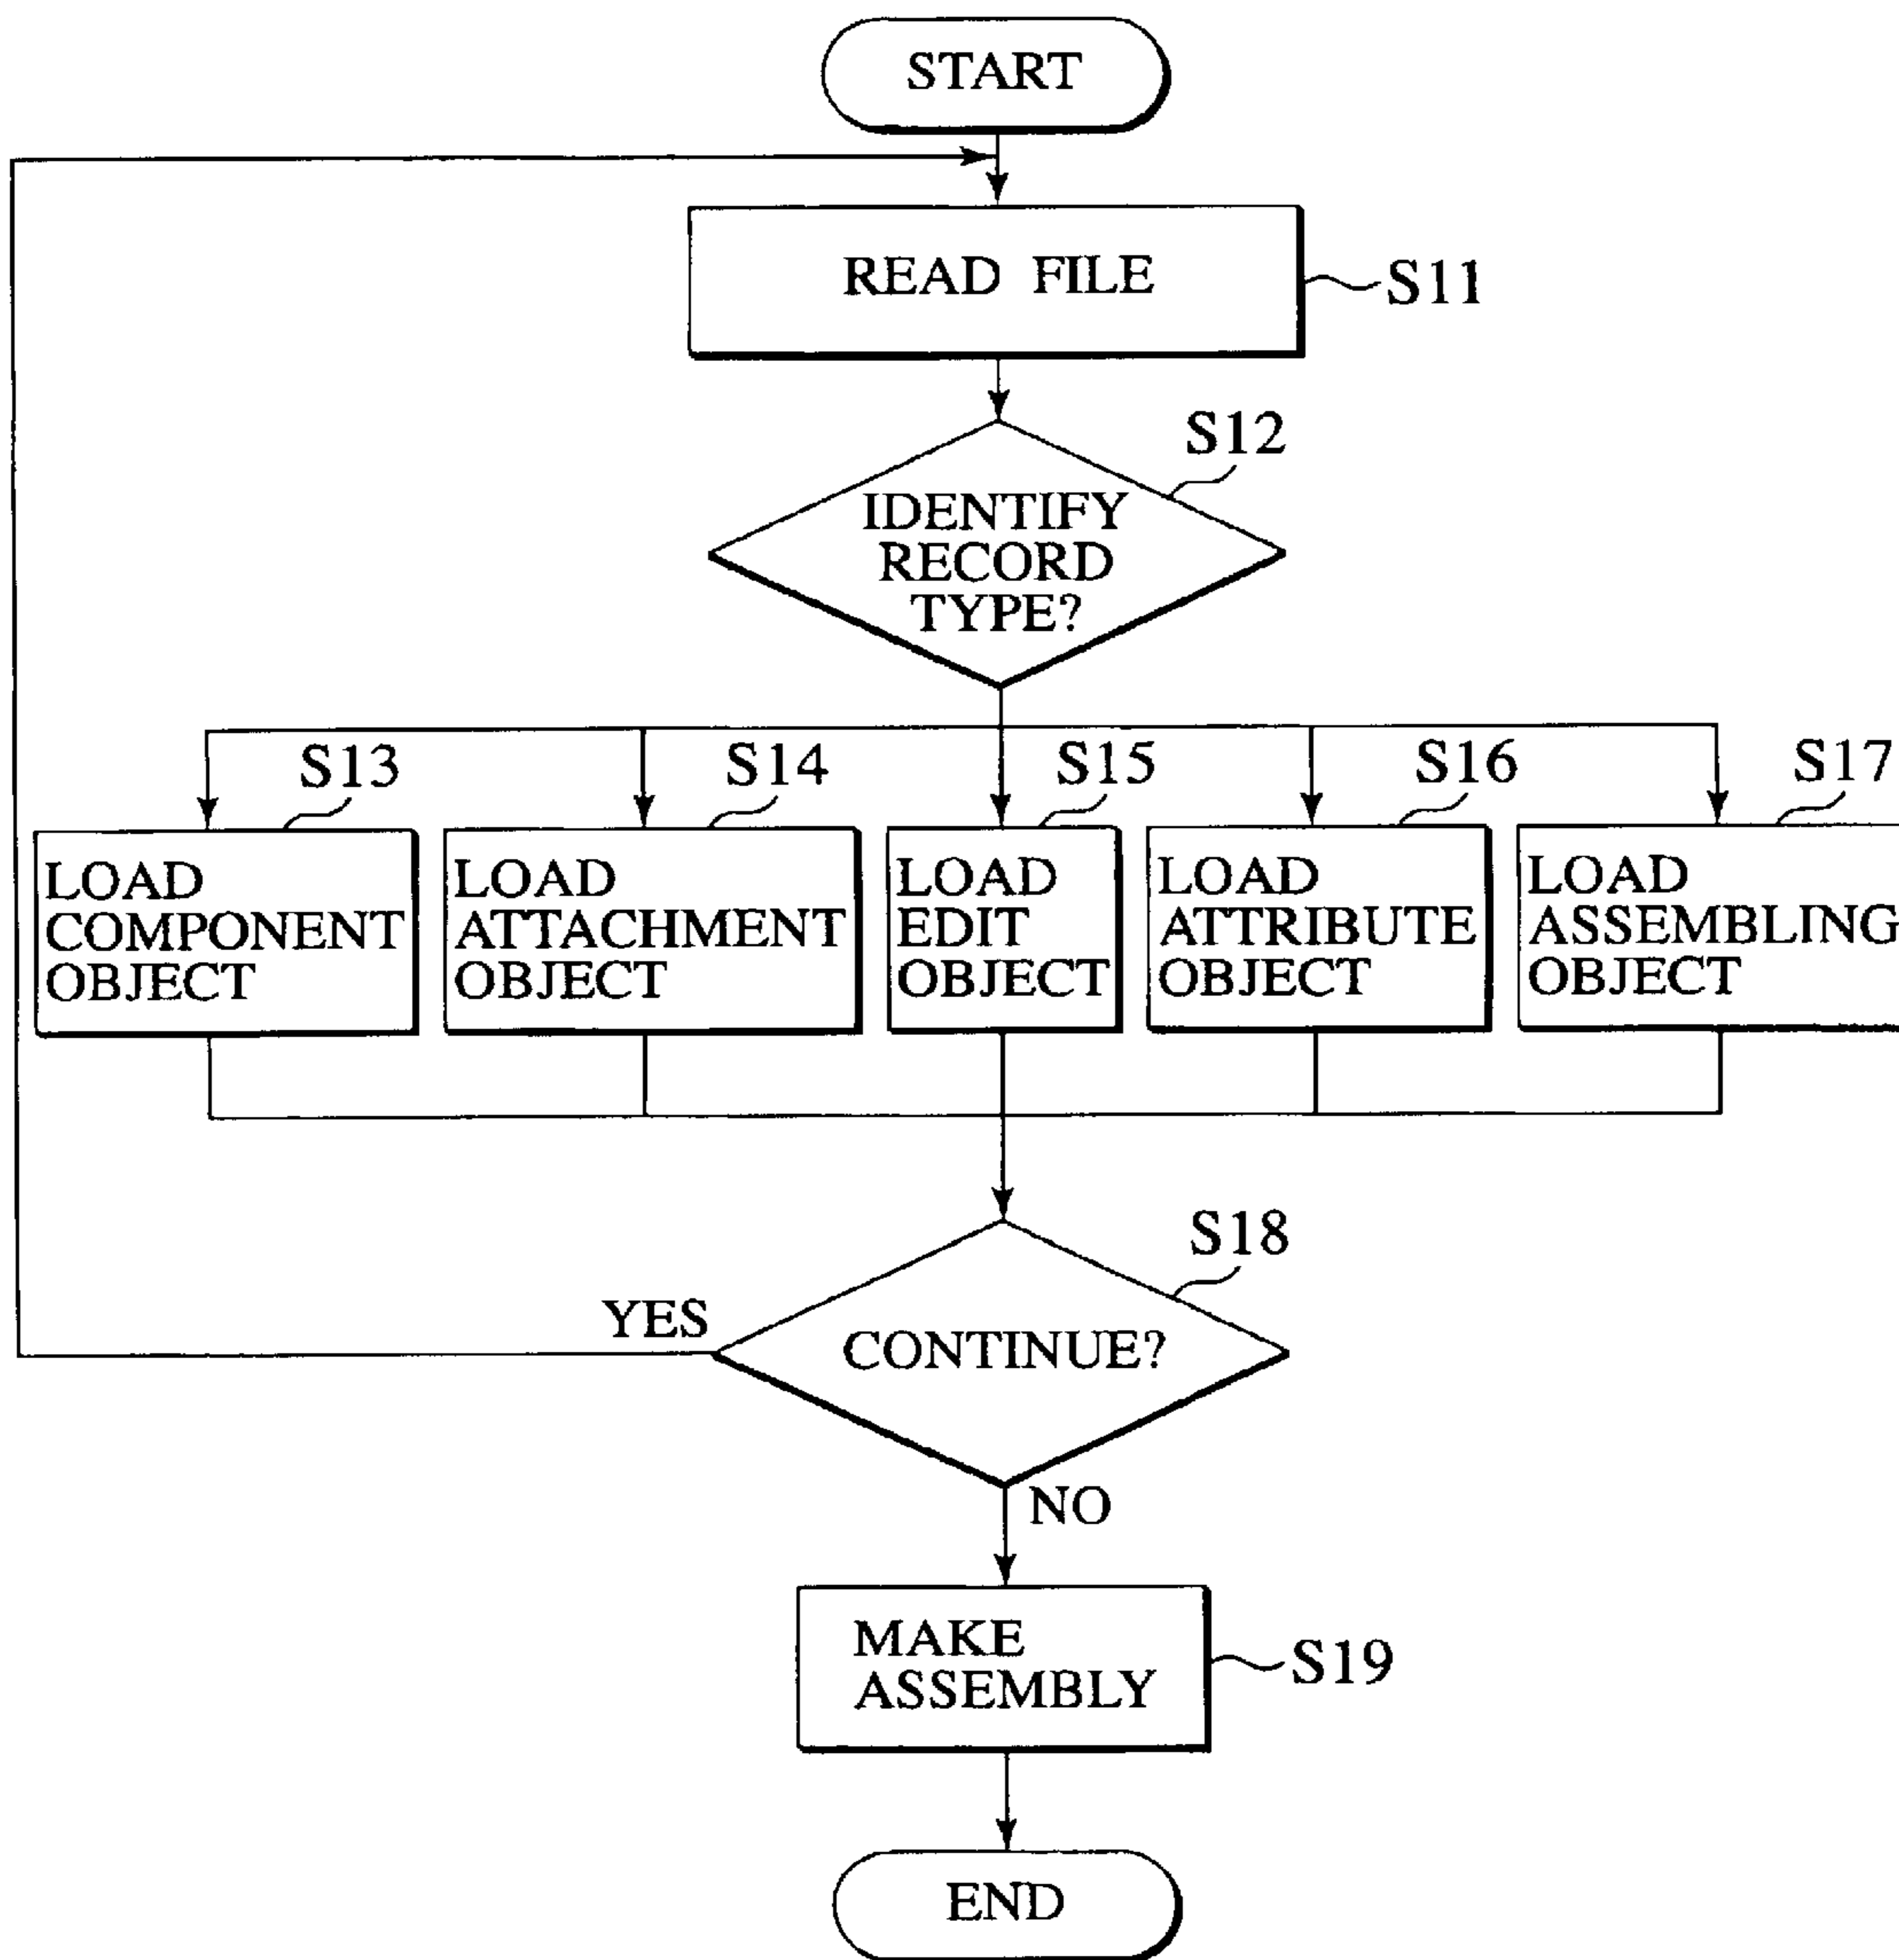 START
READ FILE
S11
S12
IDENTIFY
RECORD
TYPE?
S13
S14
S15
S16
S17
LOAD
COMPONENT
OBJECT
LOAD
ATTACHMENT
OBJECT
LOAD
EDIT
OBJECT
LOAD
ATTRIBUTE
OBJECT
LOAD
ASSEMBLING
OBJECT
S18
YES
CONTINUE?
NO
MAKE
ASSEMBLY
S19
END